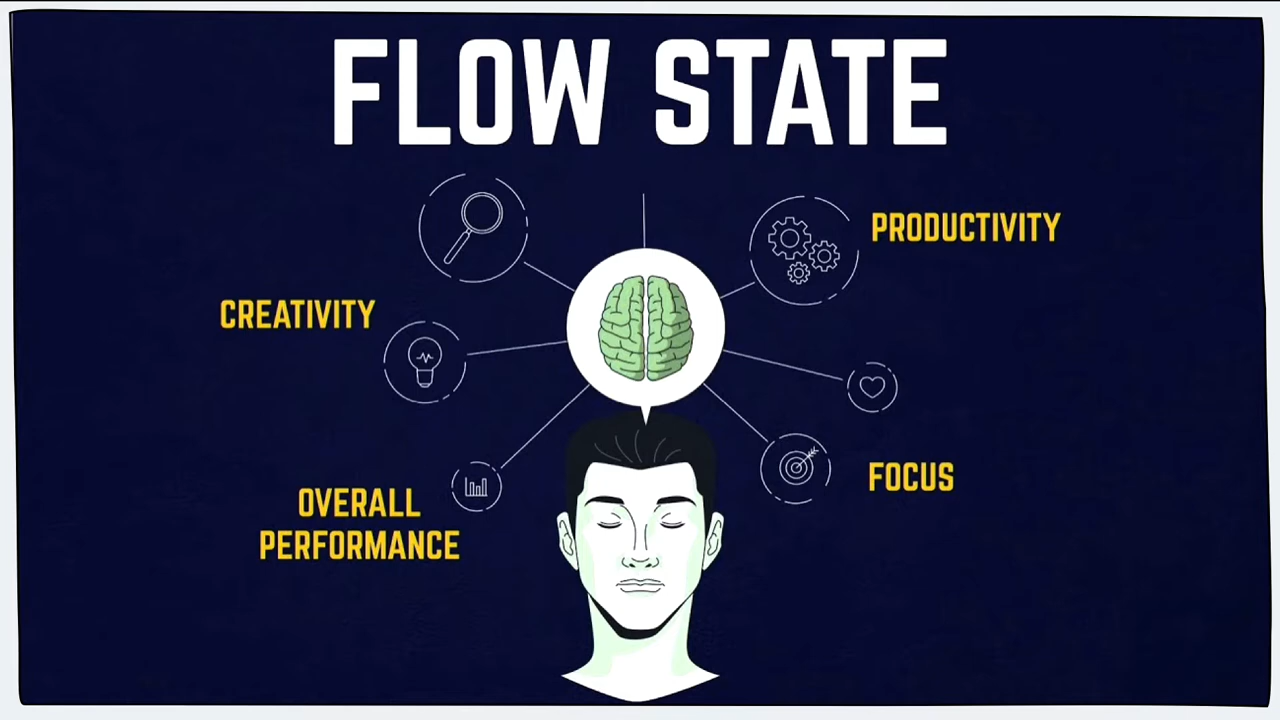 FLOW STATE
PRODUCTIVITY
CREATIVITY
FOCUS
OVERALL
PERFORMANCE